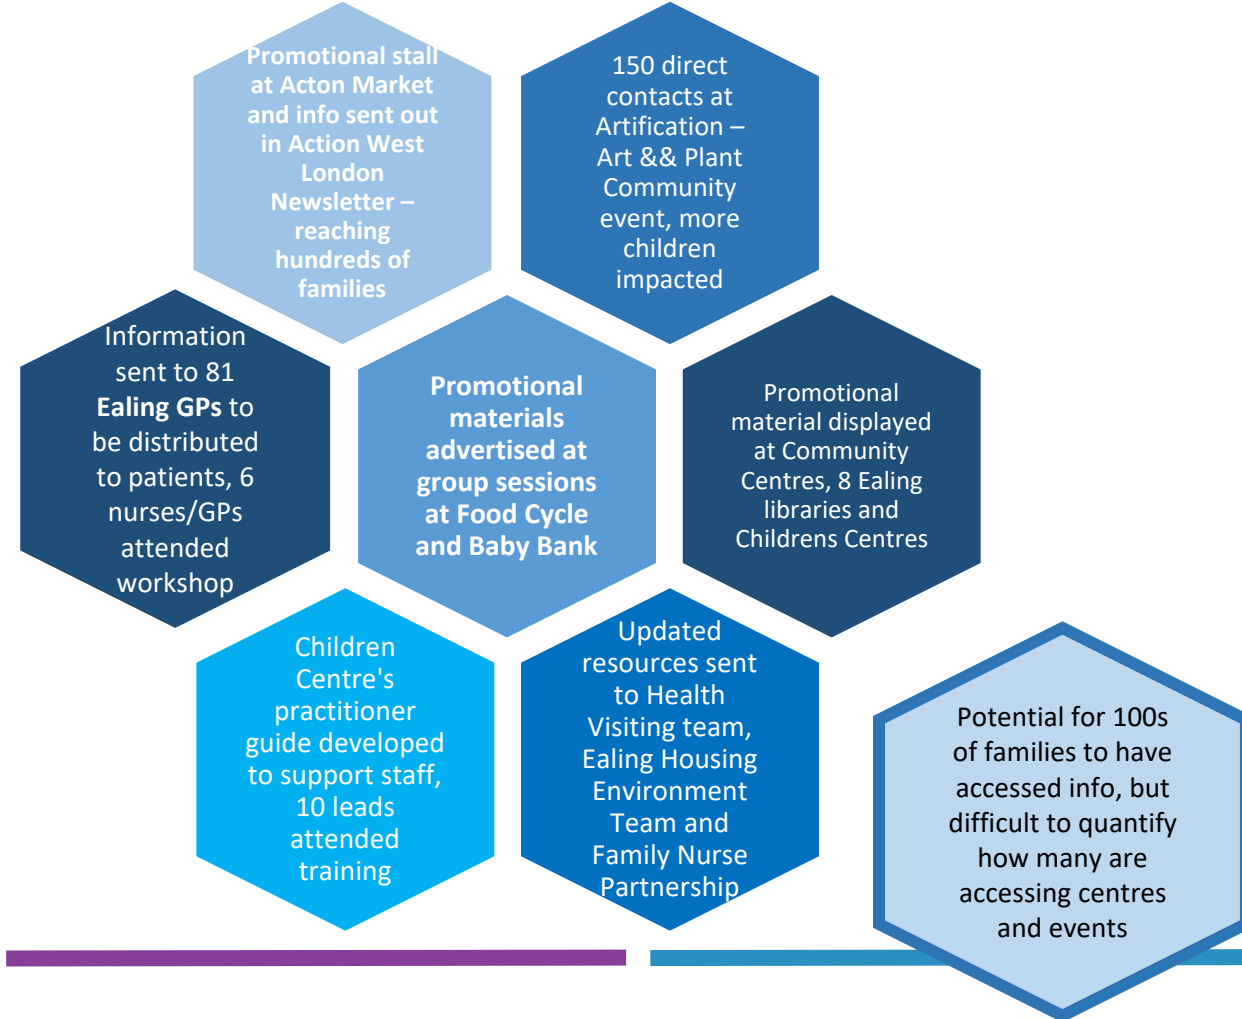 Promotional stall
at Acton Market
and info sent out
in Action West
London
Newsletter –
reaching
hundreds of
families
150 direct
contacts at
Artification –
Art && Plant
Community
event, more
children
impacted
Information
sent to 81
Ealing GPs to
be distributed
to patients, 6
nurses/GPs
attended
workshop
Promotional
materials
advertised at
group sessions
at Food Cycle
and Baby Bank
Promotional
material displayed
at Community
Centres, 8 Ealing
libraries and
Childrens Centres
Children
Centre's
practitioner
guide developed
to support staff,
10 leads
attended
training
Updated
resources sent
to Health
Visiting team,
Ealing Housing
Environment
Team and
Family Nurse
Partnership
Potential for 100s
of families to have
accessed info, but
difficult to quantify
how many are
accessing centres
and events